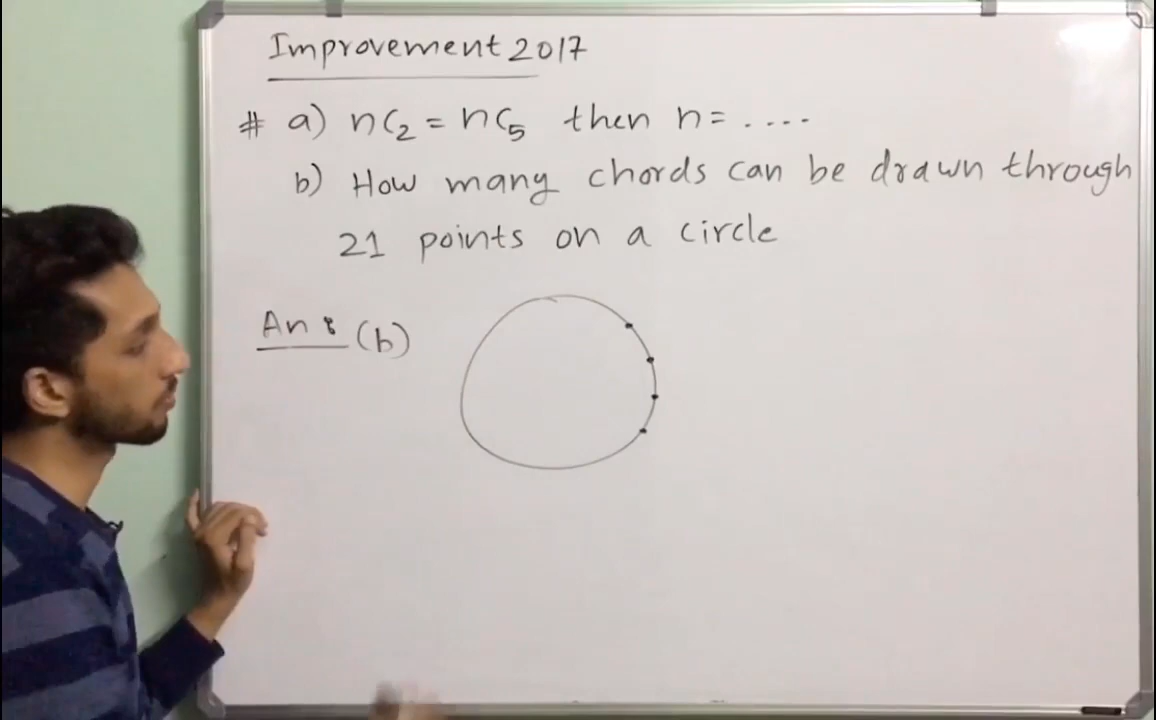 Improvement 2017
# a) nC₂ = nC₅ then n= ....
b) How many chords can be drawn through
21 points on a circle
Ans (b)